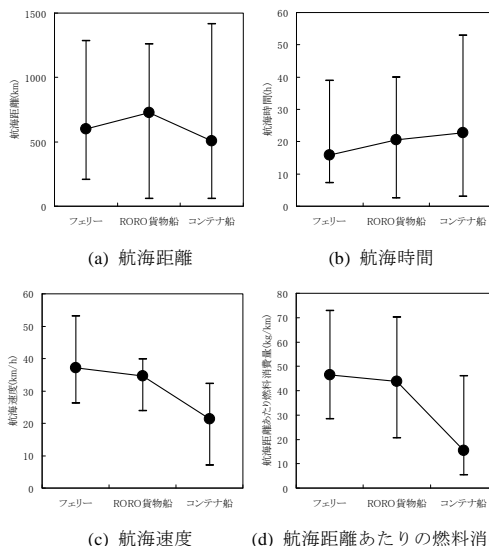 1500
1000
500
0
航海距離(km)
フェリー
RORO貨物船
コンテナ船
(a) 航海距離
60
50
40
30
20
10
0
航海時間(h)
フェリー
RORO貨物船
コンテナ船
(b) 航海時間
60
50
40
30
20
10
0
航海速度(km/h)
フェリー
RORO貨物船
コンテナ船
(c) 航海速度
80
70
60
50
40
30
20
10
0
航海距離あたり燃料消費量(kg/km)
フェリー
RORO貨物船
コンテナ船
(d) 航海距離あたりの燃料消